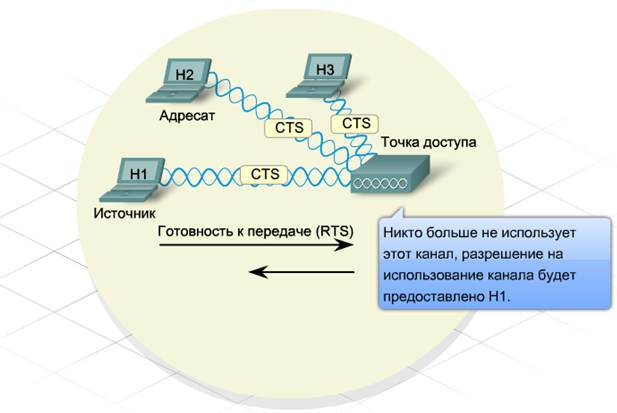 H2
H3
Адресат
CTS
CTS
Точка доступа
H1
CTS
Источник
Готовность к передаче (RTS)
Никто больше не использует
этот канал, разрешение на
использование канала будет
предоставлено H1.